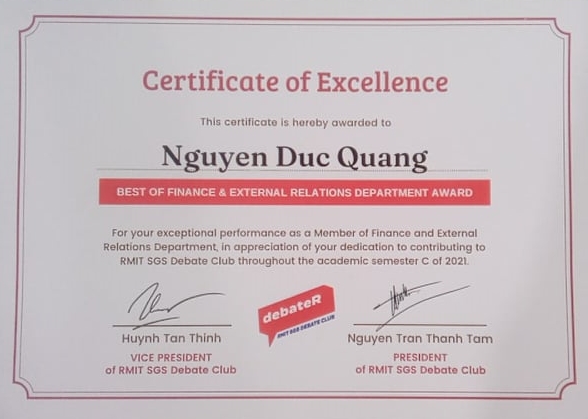 Certificate of Excellence
This certificate is hereby awarded to
Nguyen Duc Quang
BEST OF FINANCE & EXTERNAL RELATIONS DEPARTMENT AWARD
For your exceptional performance as a Member of Finance and External
Relations Department, in appreciation of your dedication to contributing to
RMIT SGS Debate Club throughout the academic semester C of 2021.
debateR
RMIT SGS DEBATE CLUB
Huynh Tan Thinh
VICE PRESIDENT
of RMIT SGS Debate Club
Nguyen Tran Thanh Tam
PRESIDENT
of RMIT SGS Debate Club